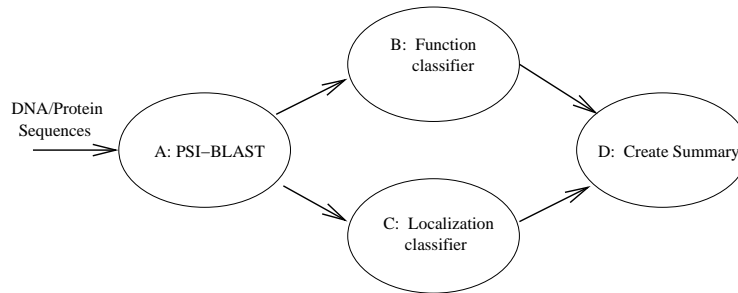 DNA/Protein
Sequences
A: PSI−BLAST
B: Function
classifier
C: Localization
classifier
D: Create Summary